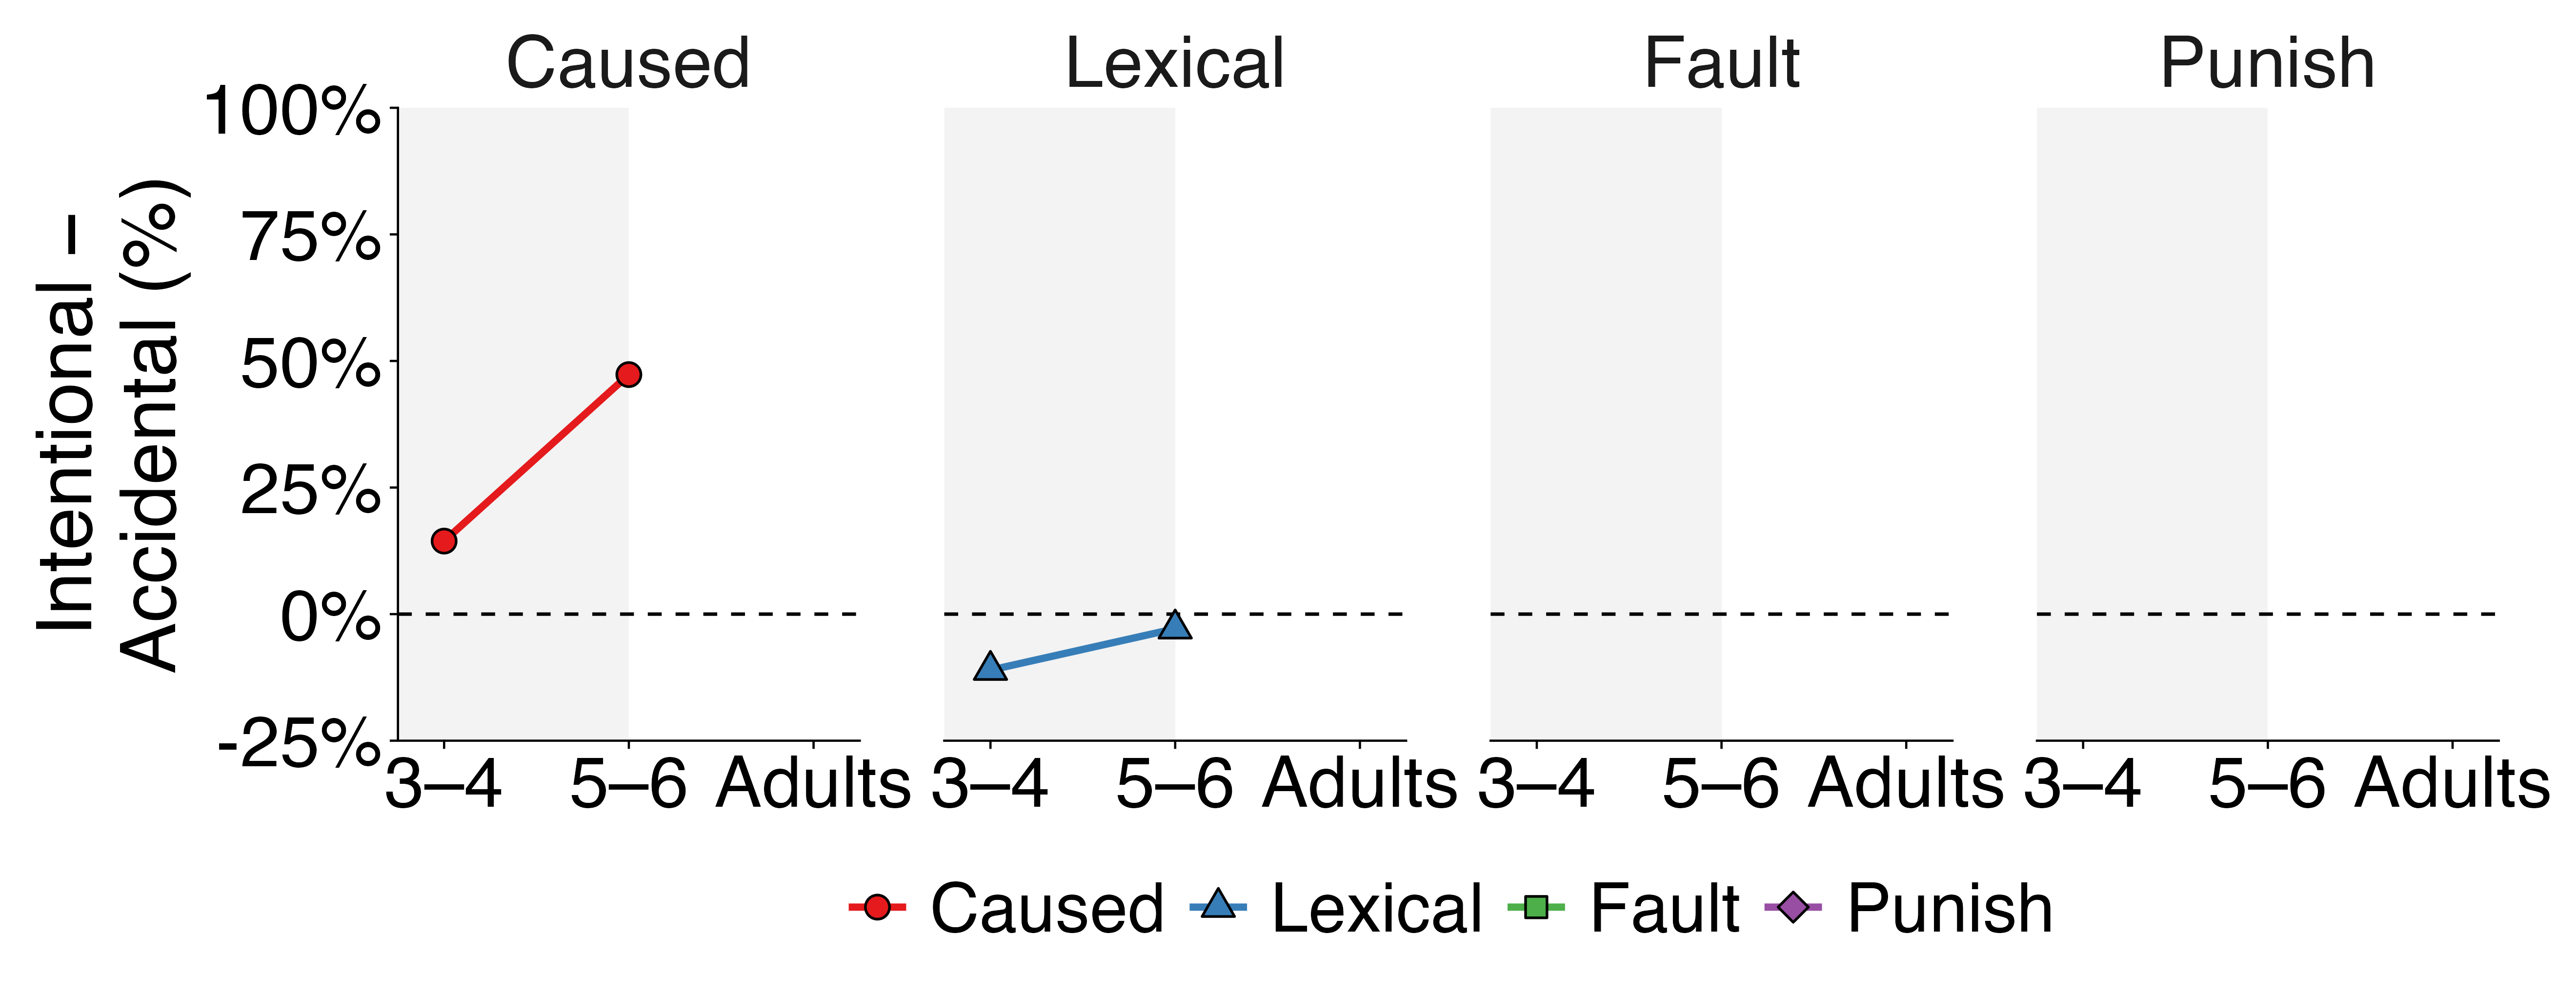 Caused Lexical Fault Punish
Intentional –
Accidental (%)
100%
75%
50%
25%
0%
-25%
3–4 5–6 Adults 3–4 5–6 Adults 3–4 5–6 Adults 3–4 5–6 Adults
Caused Lexical Fault Punish